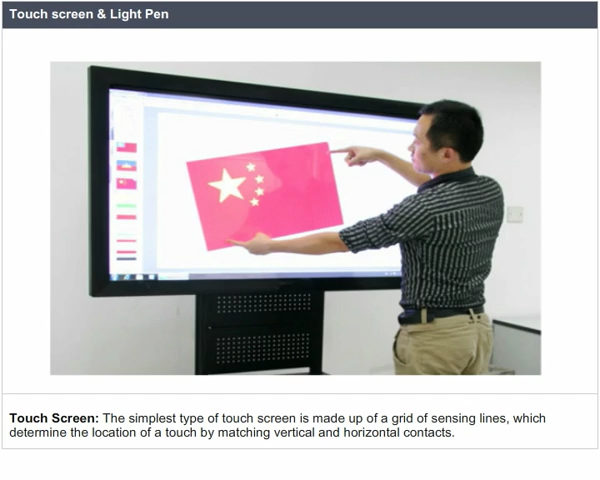 Touch screen & Light Pen
Touch Screen: The simplest type of touch screen is made up of a grid of sensing lines, which
determine the location of a touch by matching vertical and horizontal contacts.